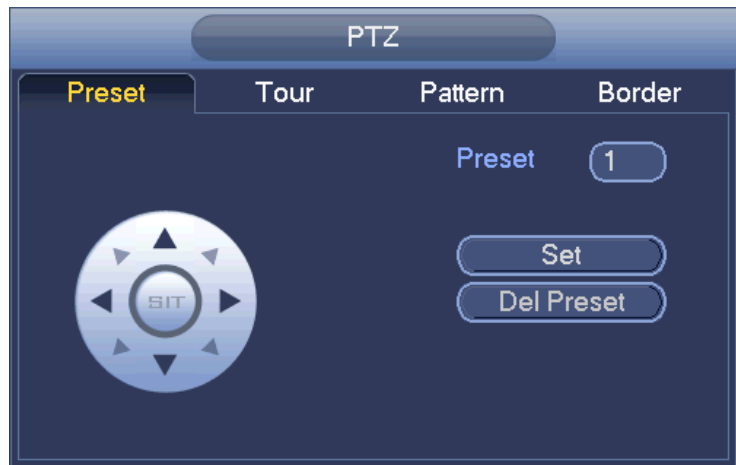 PTZ
Preset Tour Pattern Border
Preset 1
SIT
Set
Del Preset